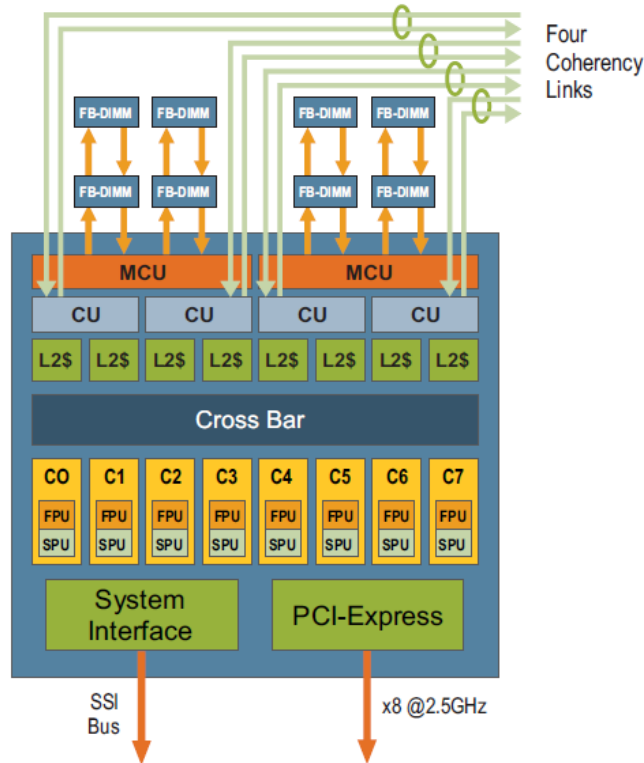 Four
Coherency
Links
FB-DIMM FB-DIMM FB-DIMM FB-DIMM
FB-DIMM FB-DIMM FB-DIMM FB-DIMM
MCU MCU
CU CU CU CU
L2$ L2$ L2$ L2$ L2$ L2$ L2$ L2$
Cross Bar
CO C1 C2 C3 C4 C5 C6 C7
FPU FPU FPU FPU FPU FPU FPU FPU
SPU SPU SPU SPU SPU SPU SPU SPU
System
Interface
PCI-Express
SSI
Bus
x8 @2.5GHz